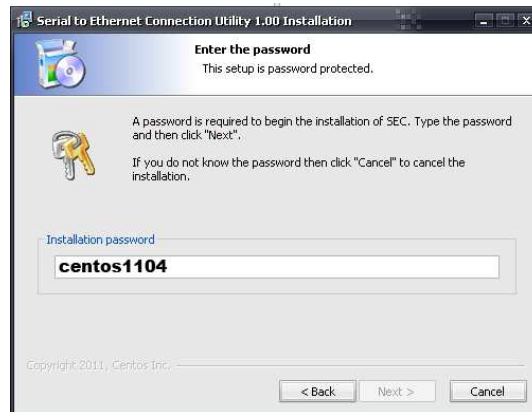 Serial to Ethernet Connection Utility 1.00 Installation
Enter the password
This setup is password protected.
A password is required to begin the installation of SEC. Type the password
and then click "Next".
If you do not know the password then click "Cancel" to cancel the
installation.
Installation password
centos1104
Copyright 2011, Centos Inc.
< Back
Next >
Cancel